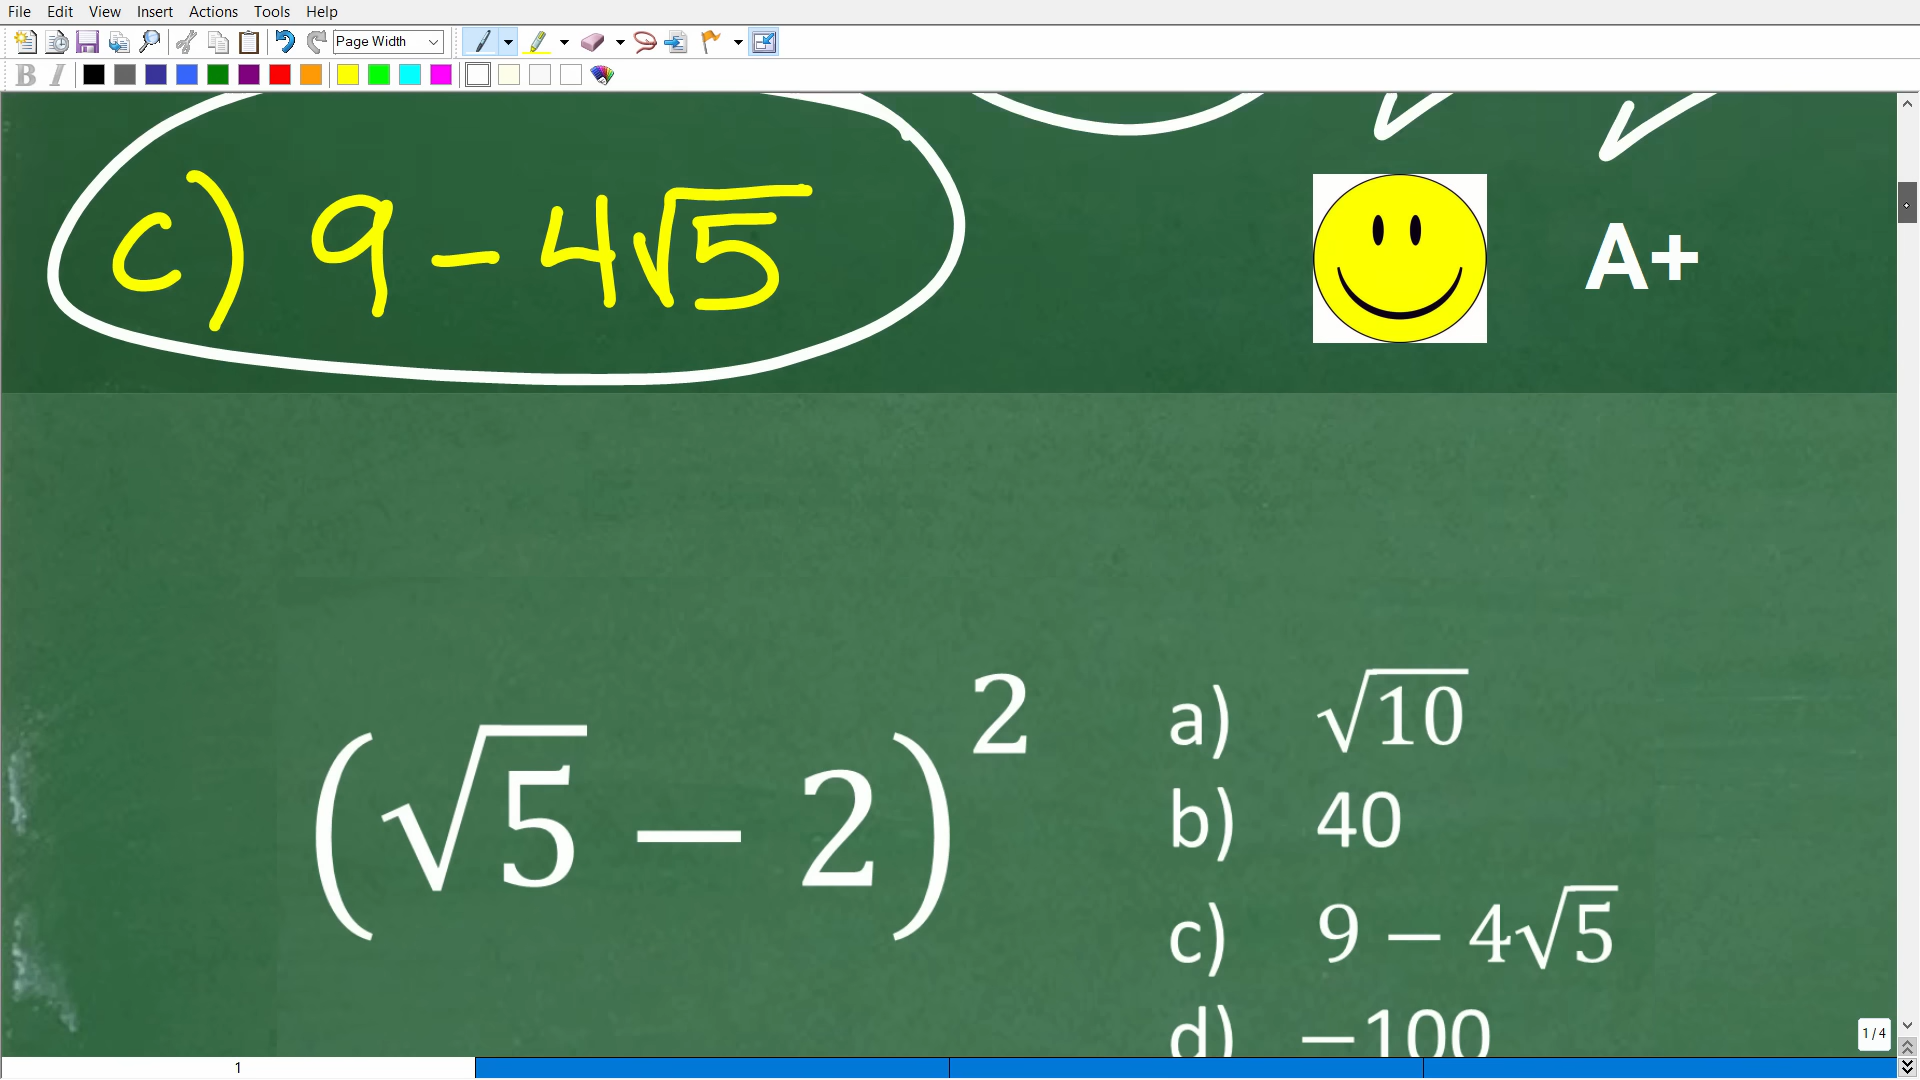 File Edit View Insert Actions Tools Help
Page Width
B I
c) 9 - 4√5
A+
(√5 − 2)²
a) √10
b) 40
c) 9 − 4√5
d) −100
1 / 4
1